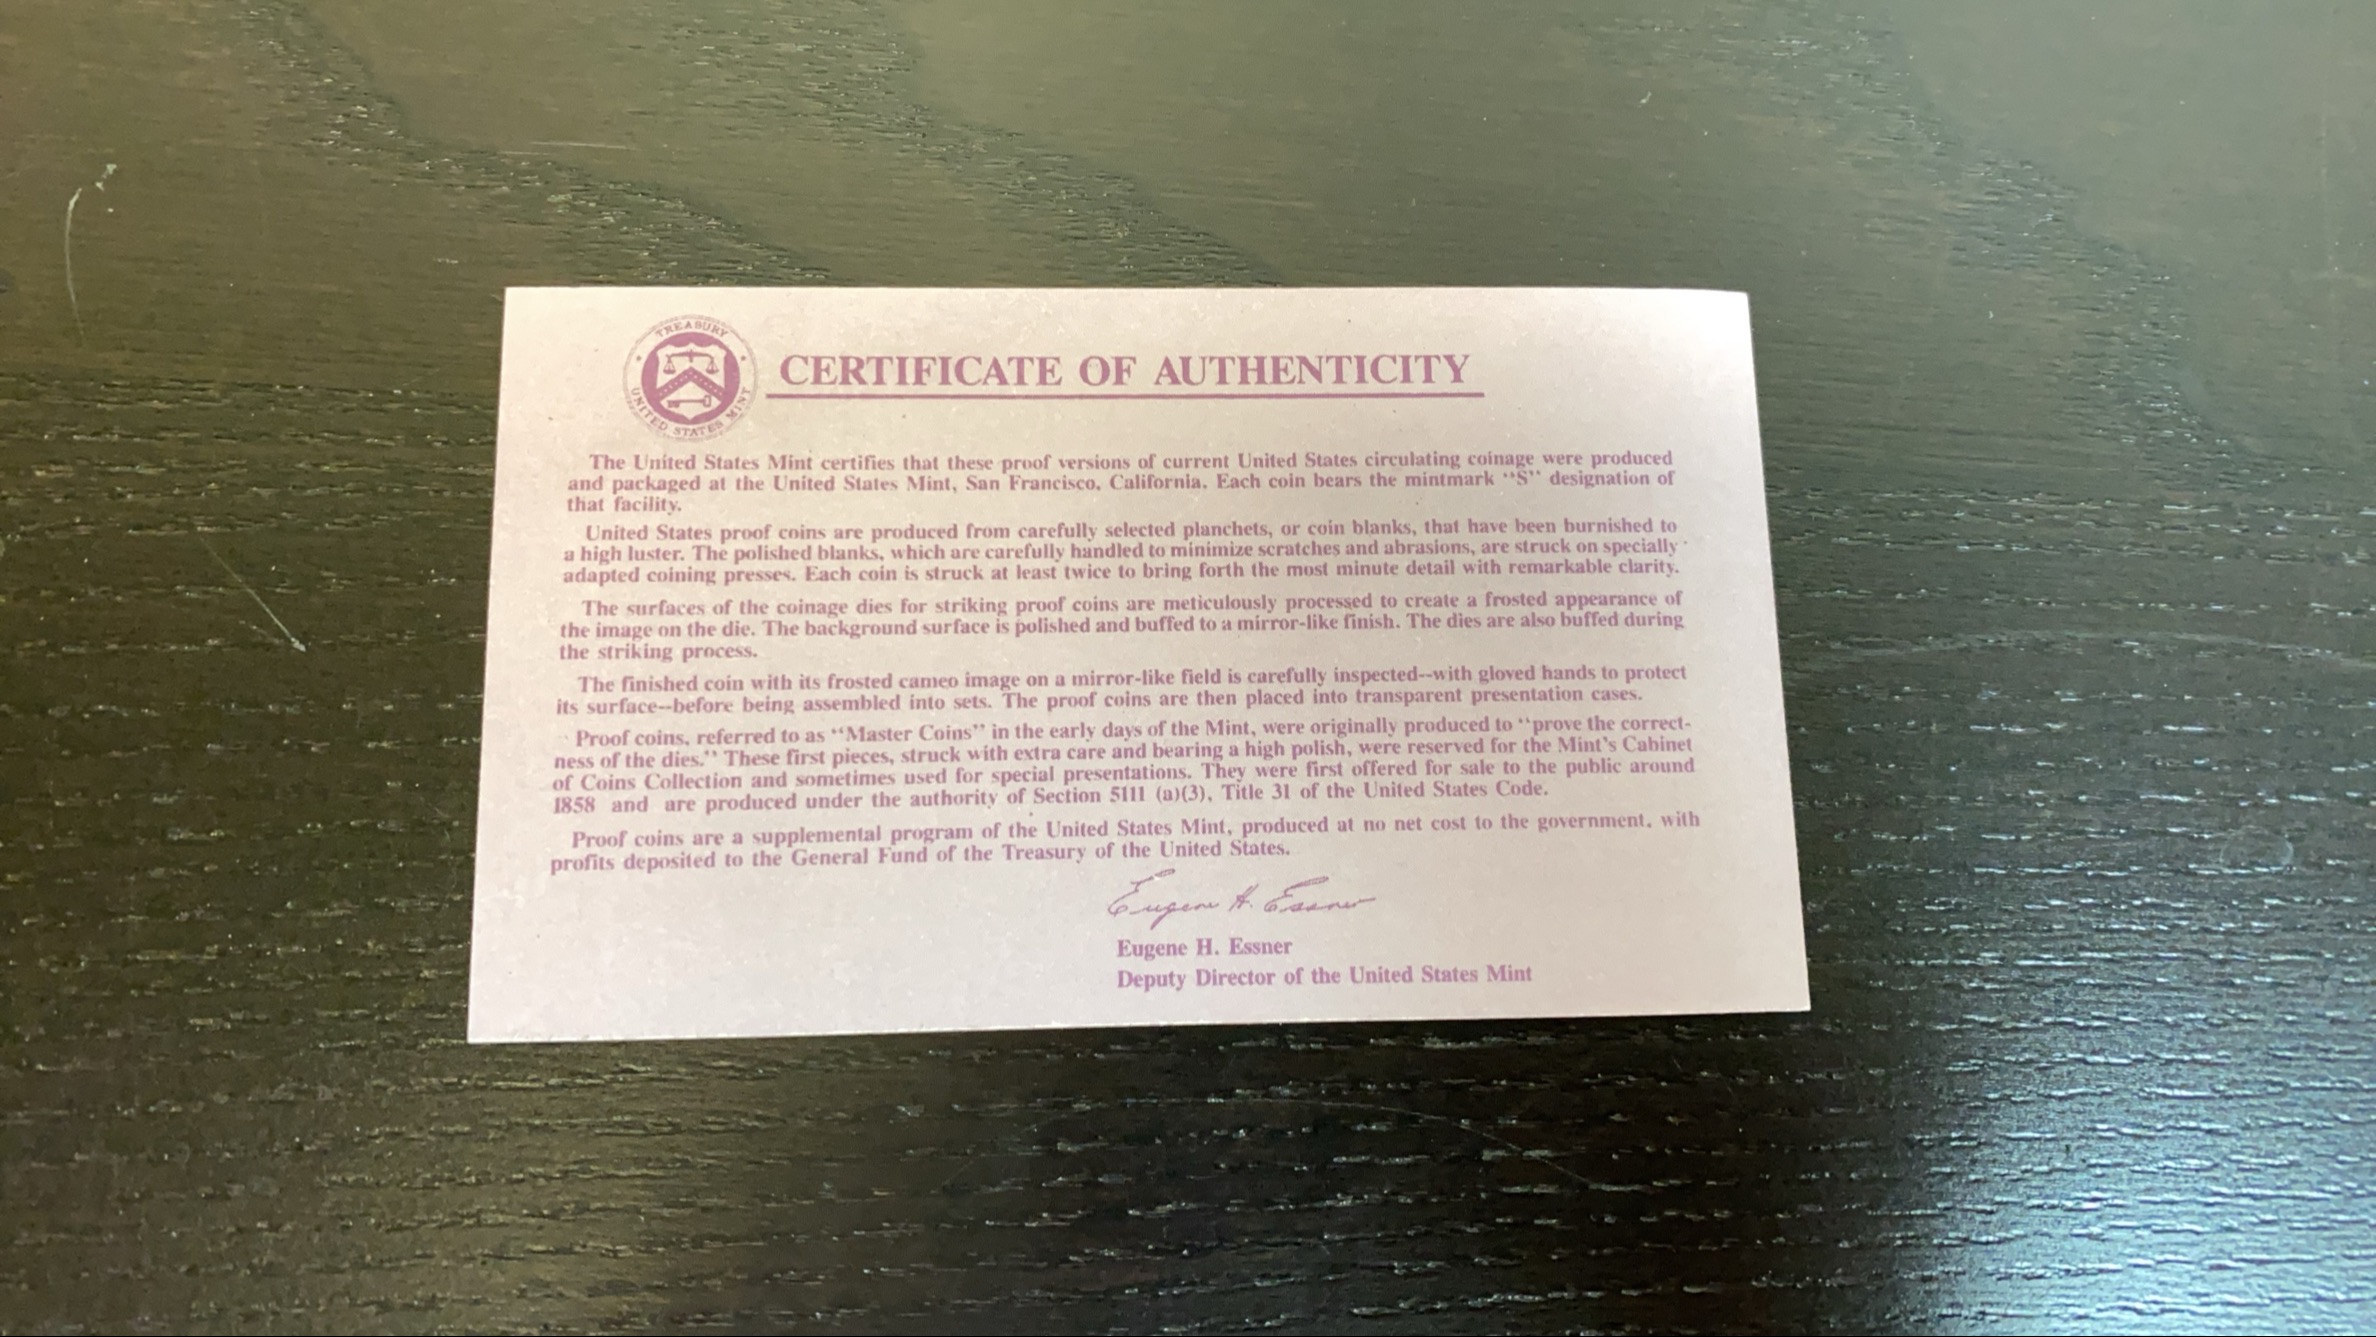 TREASURY
UNITED STATES MINT
CERTIFICATE OF AUTHENTICITY
The United States Mint certifies that these proof versions of current United States circulating coinage were produced
and packaged at the United States Mint, San Francisco, California. Each coin bears the mintmark ‘‘S’’ designation of
that facility.
United States proof coins are produced from carefully selected planchets, or coin blanks, that have been burnished to
a high luster. The polished blanks, which are carefully handled to minimize scratches and abrasions, are struck on specially
adapted coining presses. Each coin is struck at least twice to bring forth the most minute detail with remarkable clarity.
The surfaces of the coinage dies for striking proof coins are meticulously processed to create a frosted appearance of
the image on the die. The background surface is polished and buffed to a mirror-like finish. The dies are also buffed during
the striking process.
The finished coin with its frosted cameo image on a mirror-like field is carefully inspected--with gloved hands to protect
its surface--before being assembled into sets. The proof coins are then placed into transparent presentation cases.
Proof coins, referred to as ‘‘Master Coins’’ in the early days of the Mint, were originally produced to ‘‘prove the correct-
ness of the dies.’’ These first pieces, struck with extra care and bearing a high polish, were reserved for the Mint's Cabinet
of Coins Collection and sometimes used for special presentations. They were first offered for sale to the public around
1858 and are produced under the authority of Section 5111 (a)(3), Title 31 of the United States Code.
Proof coins are a supplemental program of the United States Mint, produced at no net cost to the government, with
profits deposited to the General Fund of the Treasury of the United States.
Eugene H. Essner
Eugene H. Essner
Deputy Director of the United States Mint